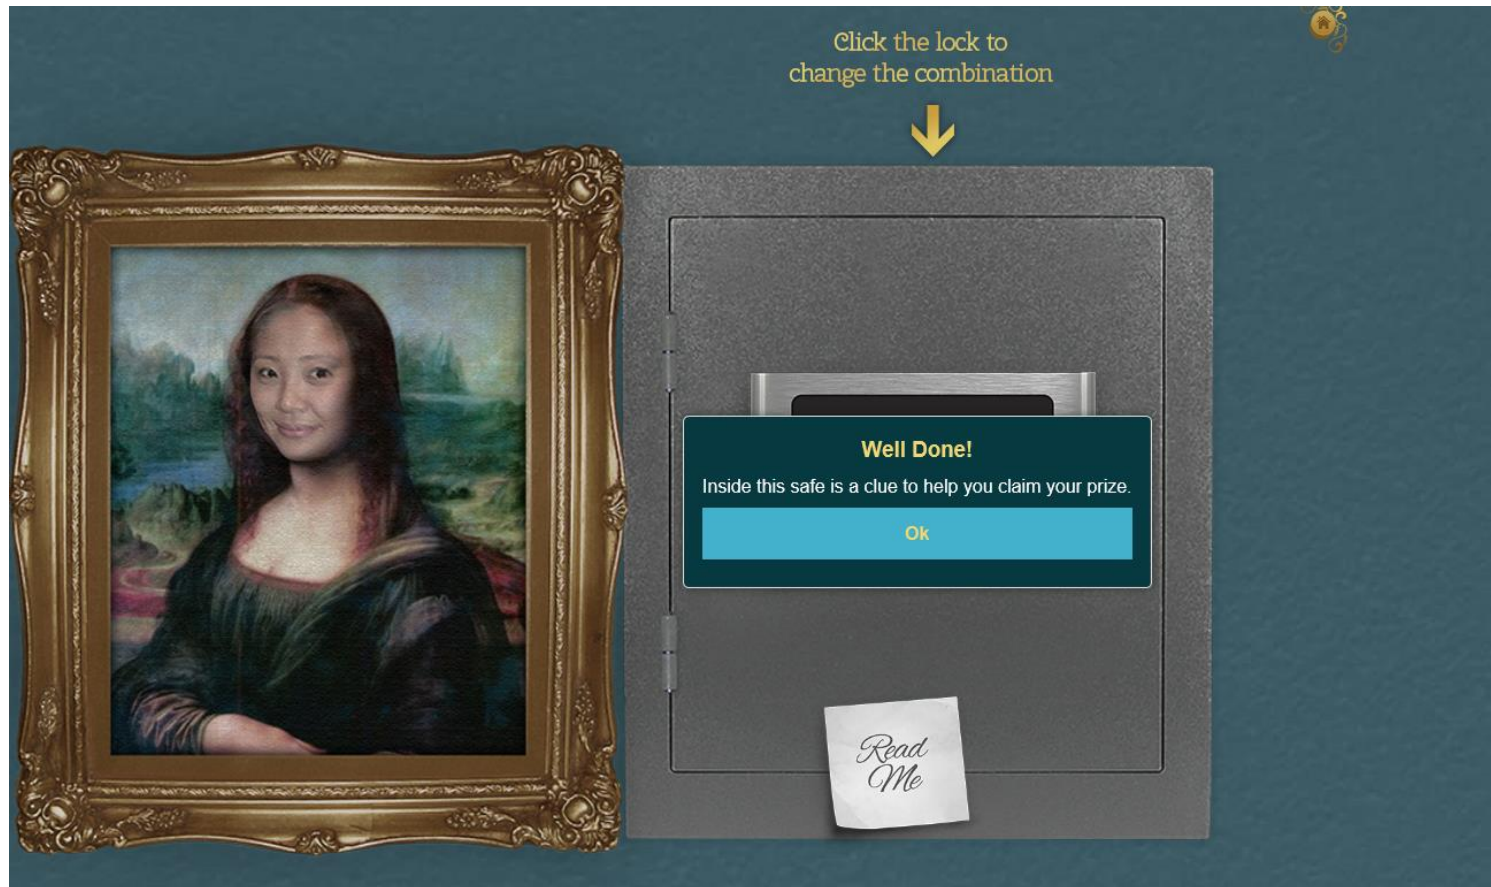 Click the lock to
change the combination
Well Done!
Inside this safe is a clue to help you claim your prize.
Ok
Read
Me